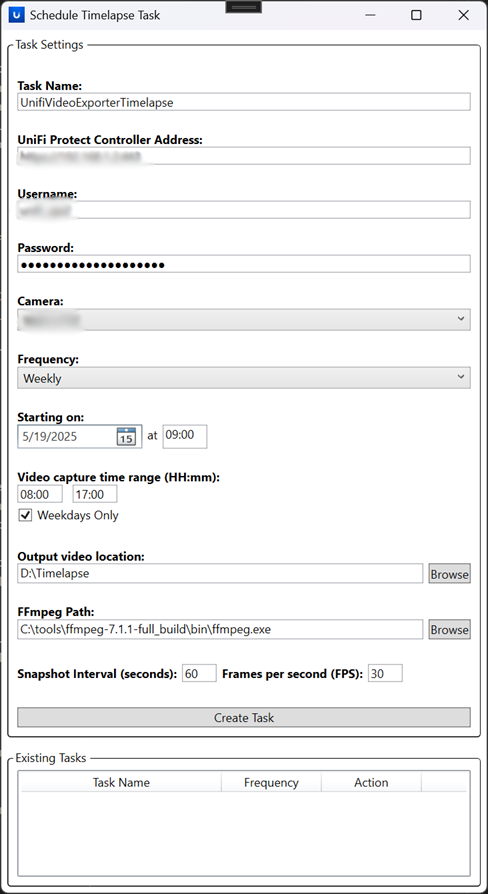 Schedule Timelapse Task
Task Settings
Task Name:
UnifiVideoExporterTimelapse
UniFi Protect Controller Address:
Username:
Password:
●●●●●●●●●●●●●●●●●●●●
Camera:
Frequency:
Weekly
Starting on:
5/19/2025 15 at 09:00
Video capture time range (HH:mm):
08:00 17:00
Weekdays Only
Output video location:
D:\Timelapse Browse
FFmpeg Path:
C:\tools\ffmpeg-7.1.1-full_build\bin\ffmpeg.exe Browse
Snapshot Interval (seconds): 60 Frames per second (FPS): 30
Create Task
Existing Tasks
Task Name Frequency Action